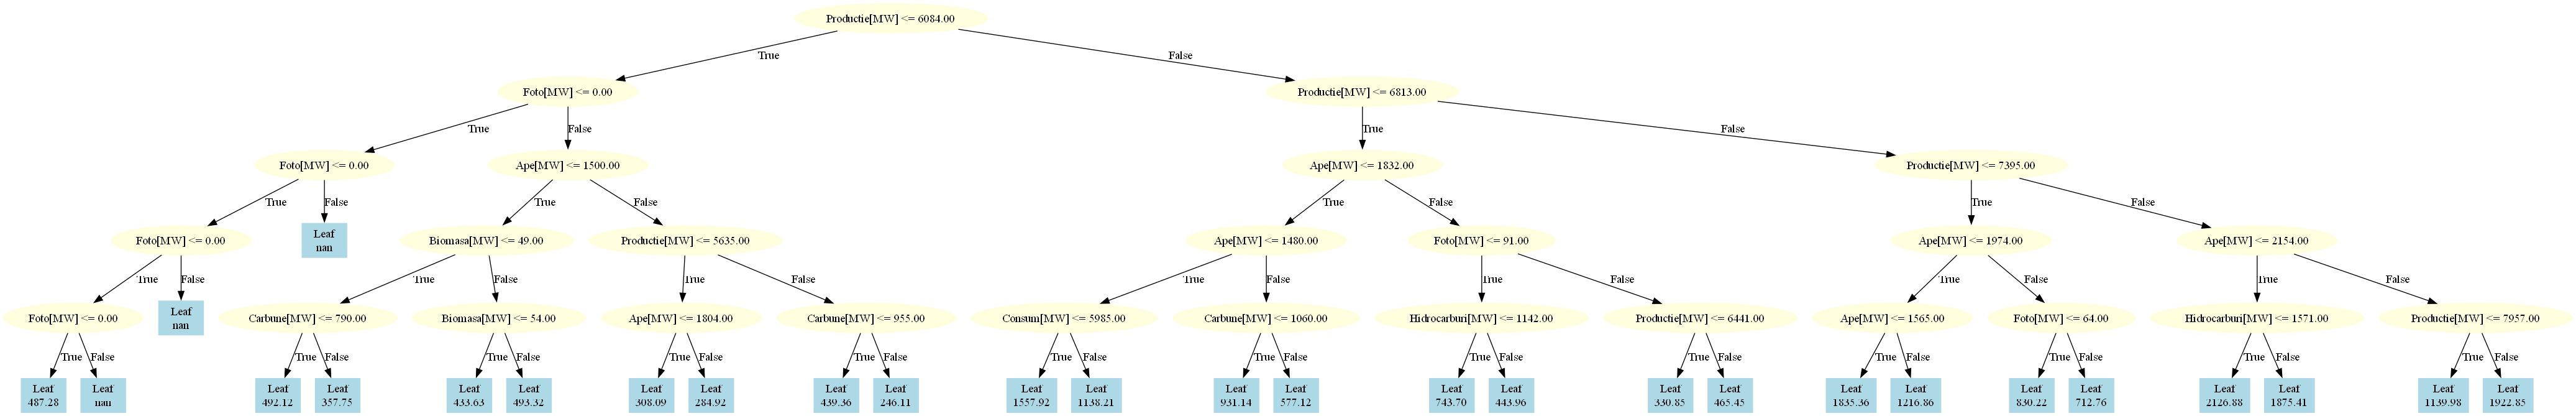 Productie[MW] <= 6084.00
True
False
Foto[MW] <= 0.00
Productie[MW] <= 6813.00
True
False
True
False
Foto[MW] <= 0.00
Ape[MW] <= 1500.00
Ape[MW] <= 1832.00
Productie[MW] <= 7395.00
True
False
True
False
True
False
True
False
Foto[MW] <= 0.00
Leaf
nan
Biomasa[MW] <= 49.00
Productie[MW] <= 5635.00
Ape[MW] <= 1480.00
Foto[MW] <= 91.00
Ape[MW] <= 1974.00
Ape[MW] <= 2154.00
True
False
True
False
True
False
True
False
True
False
True
False
True
False
Foto[MW] <= 0.00
Leaf
nan
Carbune[MW] <= 790.00
Biomasa[MW] <= 54.00
Ape[MW] <= 1804.00
Carbune[MW] <= 955.00
Consum[MW] <= 5985.00
Carbune[MW] <= 1060.00
Hidrocarburi[MW] <= 1142.00
Productie[MW] <= 6441.00
Ape[MW] <= 1565.00
Foto[MW] <= 64.00
Hidrocarburi[MW] <= 1571.00
Productie[MW] <= 7957.00
True
False
True
False
True
False
True
False
True
False
True
False
True
False
True
False
True
False
True
False
True
False
True
False
True
False
Leaf
487.28
Leaf
nan
Leaf
492.12
Leaf
357.75
Leaf
433.63
Leaf
493.32
Leaf
308.09
Leaf
284.92
Leaf
439.36
Leaf
246.11
Leaf
1557.92
Leaf
1138.21
Leaf
931.14
Leaf
577.12
Leaf
743.70
Leaf
443.96
Leaf
330.85
Leaf
465.45
Leaf
1835.36
Leaf
1216.86
Leaf
830.22
Leaf
712.76
Leaf
2126.88
Leaf
1875.41
Leaf
1139.98
Leaf
1922.85